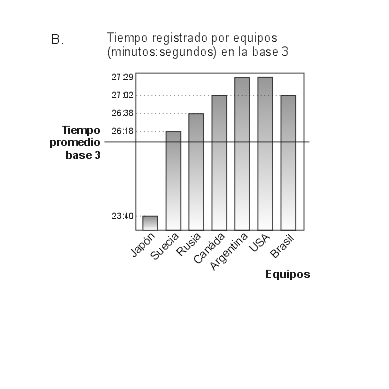 B.
Tiempo registrado por equipos
(minutos:segundos) en la base 3
27:29
27:02
26:38
26:18
Tiempo
promedio
base 3
23:40
Japón
Suecia
Rusia
Canáda
Argentina
USA
Brasil
Equipos